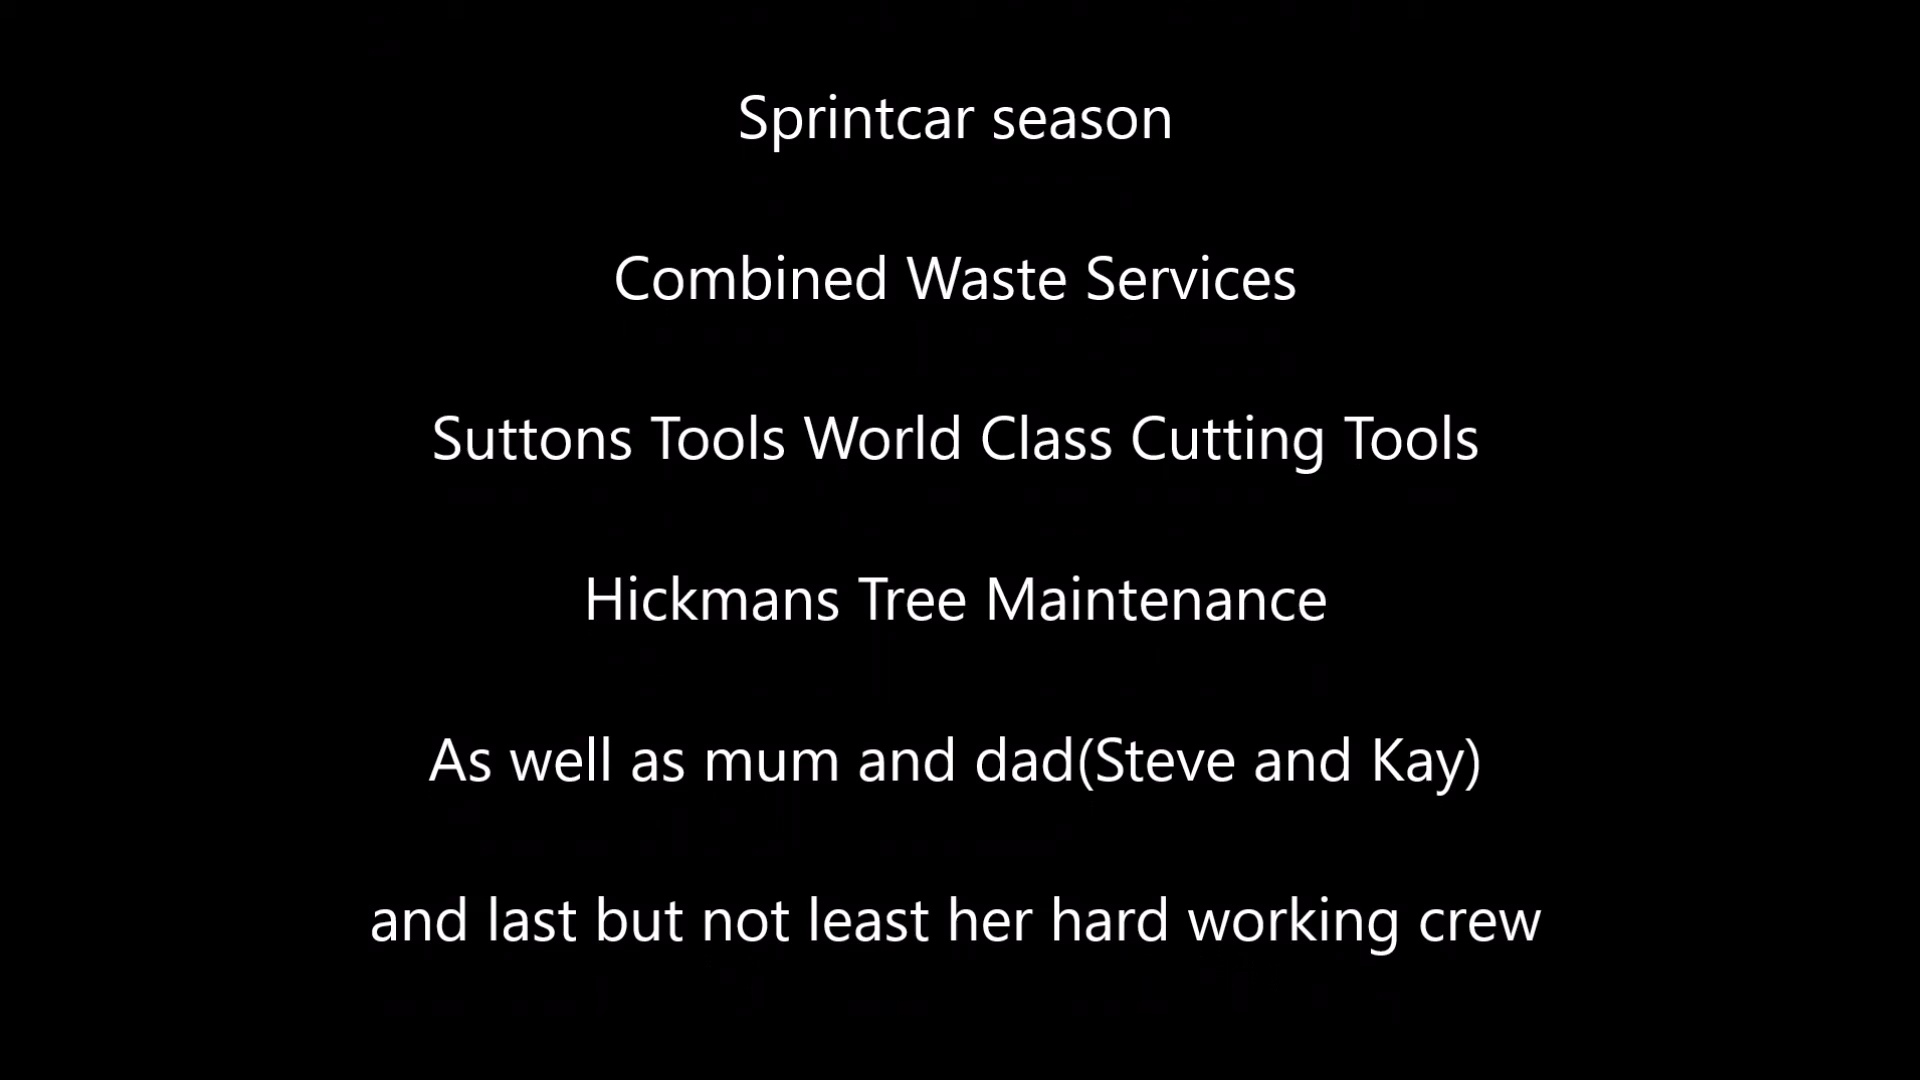 Sprintcar season
Combined Waste Services
Suttons Tools World Class Cutting Tools
Hickmans Tree Maintenance
As well as mum and dad(Steve and Kay)
and last but not least her hard working crew